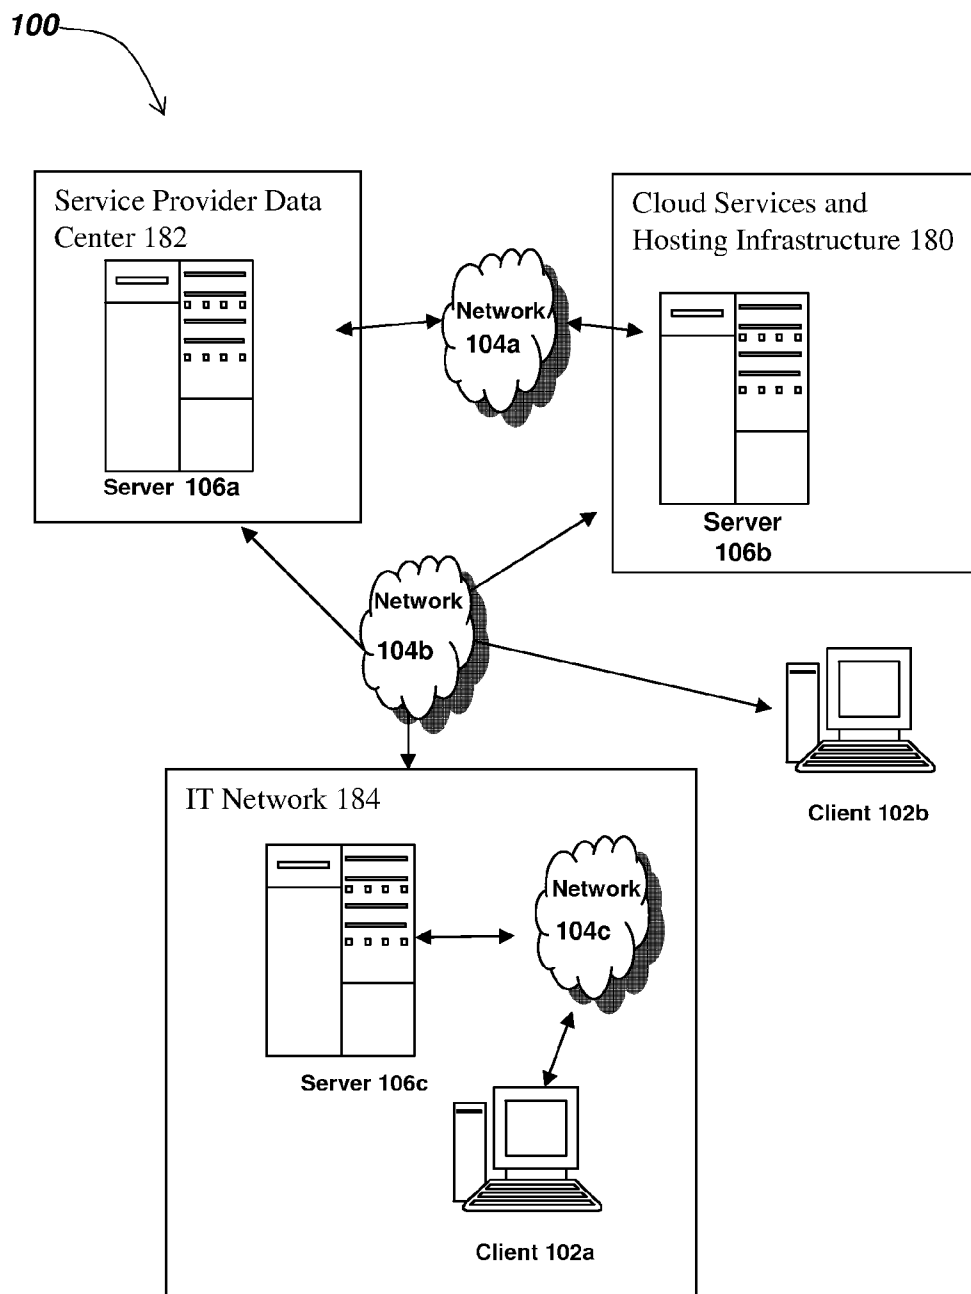 100
Service Provider Data
Center 182
Server 106a
Network
104a
Cloud Services and
Hosting Infrastructure 180
Server
106b
Network
104b
Client 102b
IT Network 184
Server 106c
Network
104c
Client 102a